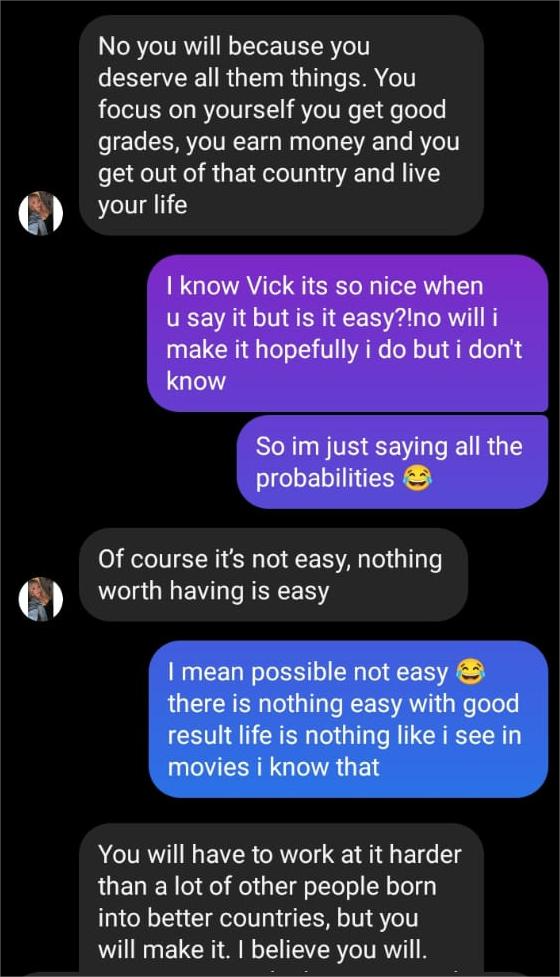 No you will because you
deserve all them things. You
focus on yourself you get good
grades, you earn money and you
get out of that country and live
your life
I know Vick its so nice when
u say it but is it easy?!no will i
make it hopefully i do but i don't
know
So im just saying all the
probabilities 😂
Of course it’s not easy, nothing
worth having is easy
I mean possible not easy 😂
there is nothing easy with good
result life is nothing like i see in
movies i know that
You will have to work at it harder
than a lot of other people born
into better countries, but you
will make it. I believe you will.